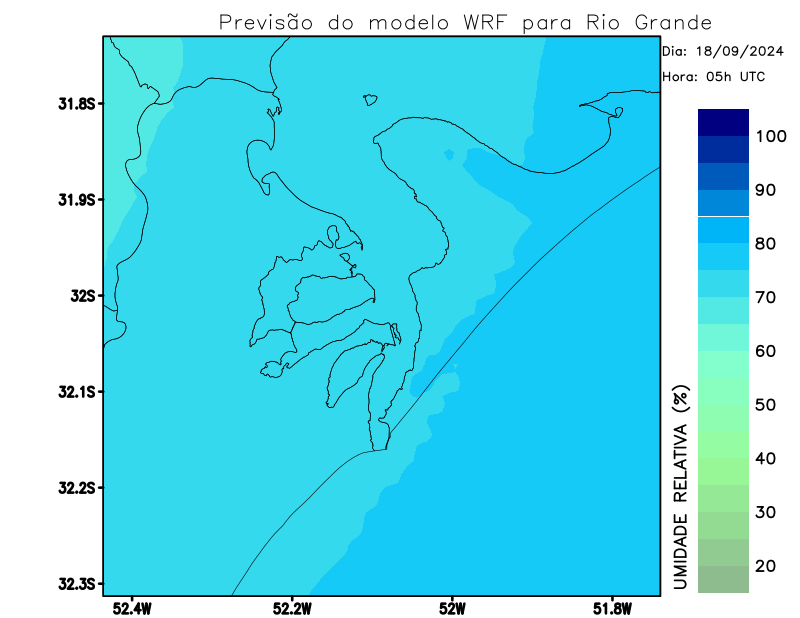 Previsão do modelo WRF para Rio Grande
Dia: 18/09/2024
Hora: 05h UTC
31.8S
31.9S
32S
32.1S
32.2S
32.3S
52.4W
52.2W
52W
51.8W
100
90
80
70
60
50
40
30
20
UMIDADE RELATIVA (%)